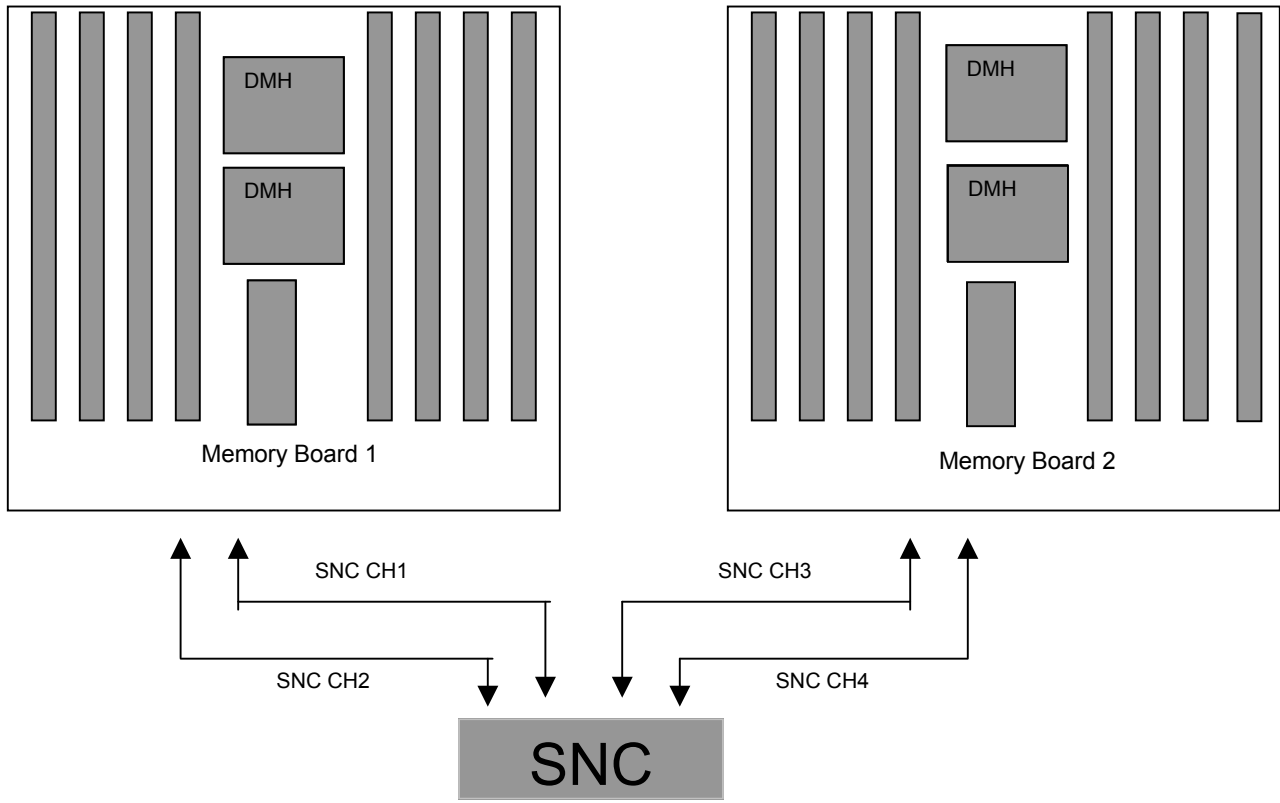 DMH
DMH
Memory Board 1
DMH
DMH
Memory Board 2
SNC CH1
SNC CH3
SNC CH2
SNC CH4
SNC